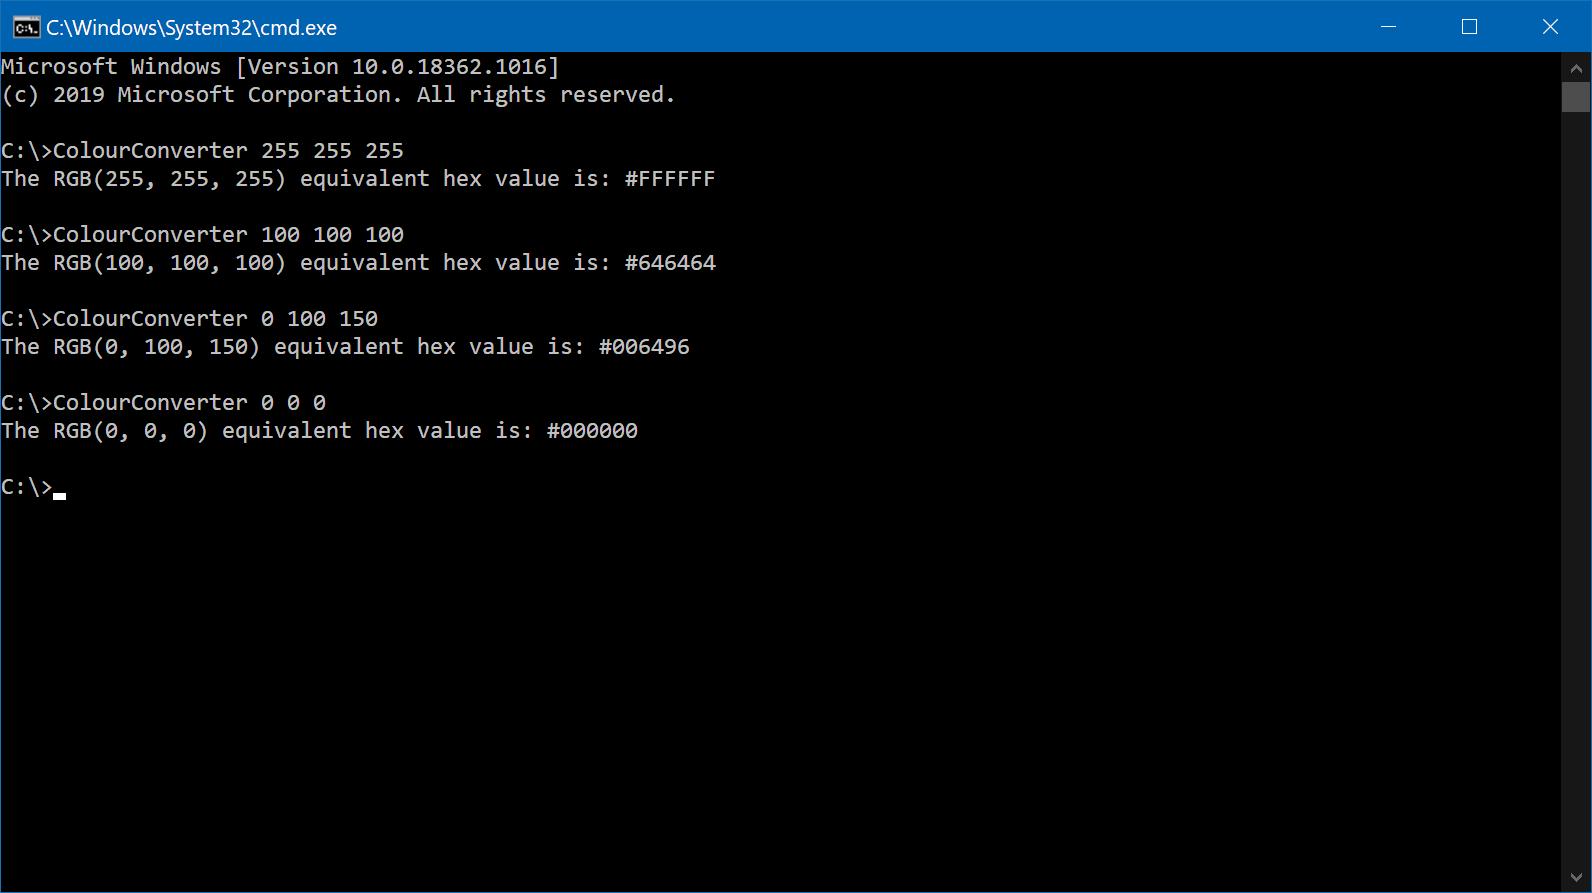 C:\Windows\System32\cmd.exe
Microsoft Windows [Version 10.0.18362.1016]
(c) 2019 Microsoft Corporation. All rights reserved.
C:\>ColourConverter 255 255 255
The RGB(255, 255, 255) equivalent hex value is: #FFFFFF
C:\>ColourConverter 100 100 100
The RGB(100, 100, 100) equivalent hex value is: #646464
C:\>ColourConverter 0 100 150
The RGB(0, 100, 150) equivalent hex value is: #006496
C:\>ColourConverter 0 0 0
The RGB(0, 0, 0) equivalent hex value is: #000000
C:\>